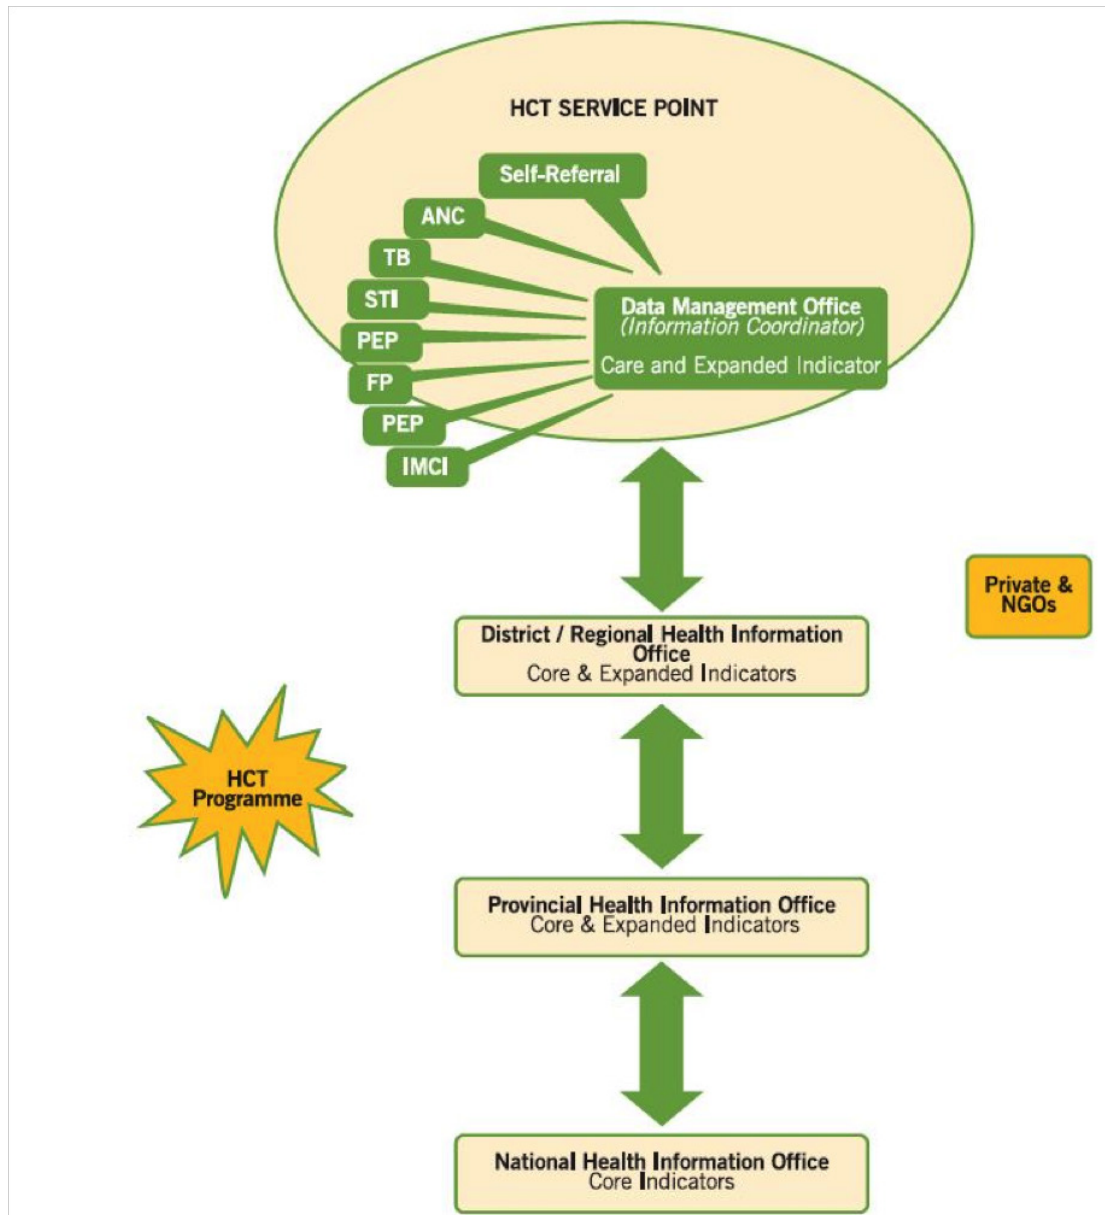 HCT SERVICE POINT
Self-Referral
ANC
TB
STI
PEP
FP
PEP
IMCI
Data Management Office
(Information Coordinator)
Care and Expanded Indicator
Private &
NGOs
District / Regional Health Information
Office
Core & Expanded Indicators
HCT
Programme
Provincial Health Information Office
Core & Expanded Indicators
National Health Information Office
Core Indicators